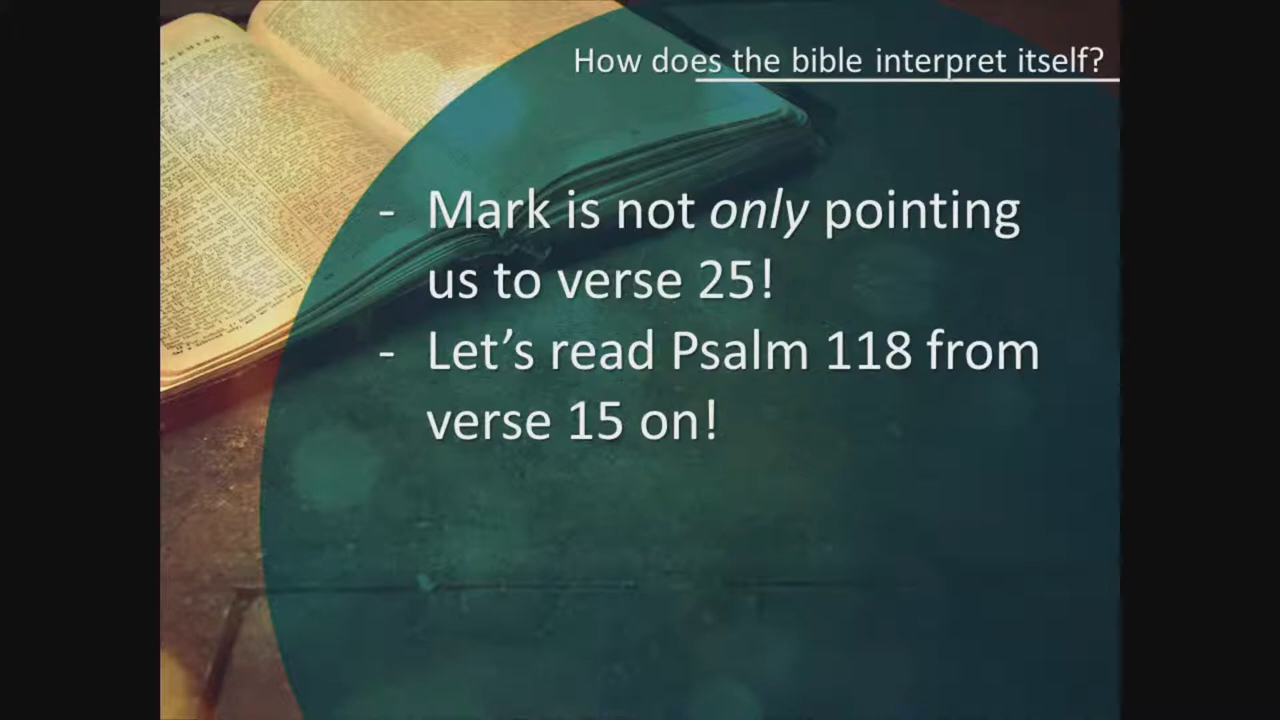 How does the bible interpret itself?
- Mark is not only pointing
us to verse 25!
- Let's read Psalm 118 from
verse 15 on!